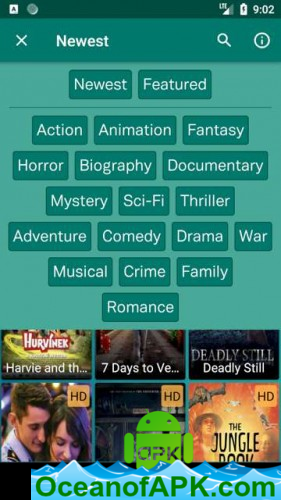 LTE 9:02
Newest
Newest Featured
Action Animation Fantasy
Horror Biography Documentary
Mystery Sci-Fi Thriller
Adventure Comedy Drama War
Musical Crime Family
Romance
HURVÍNEK
DEADLY STILL
Harvie and th... 7 Days to Ve... Deadly Still
HD HD HD
THE
JUNGLE
BOOK
APK
OceanofAPK.com